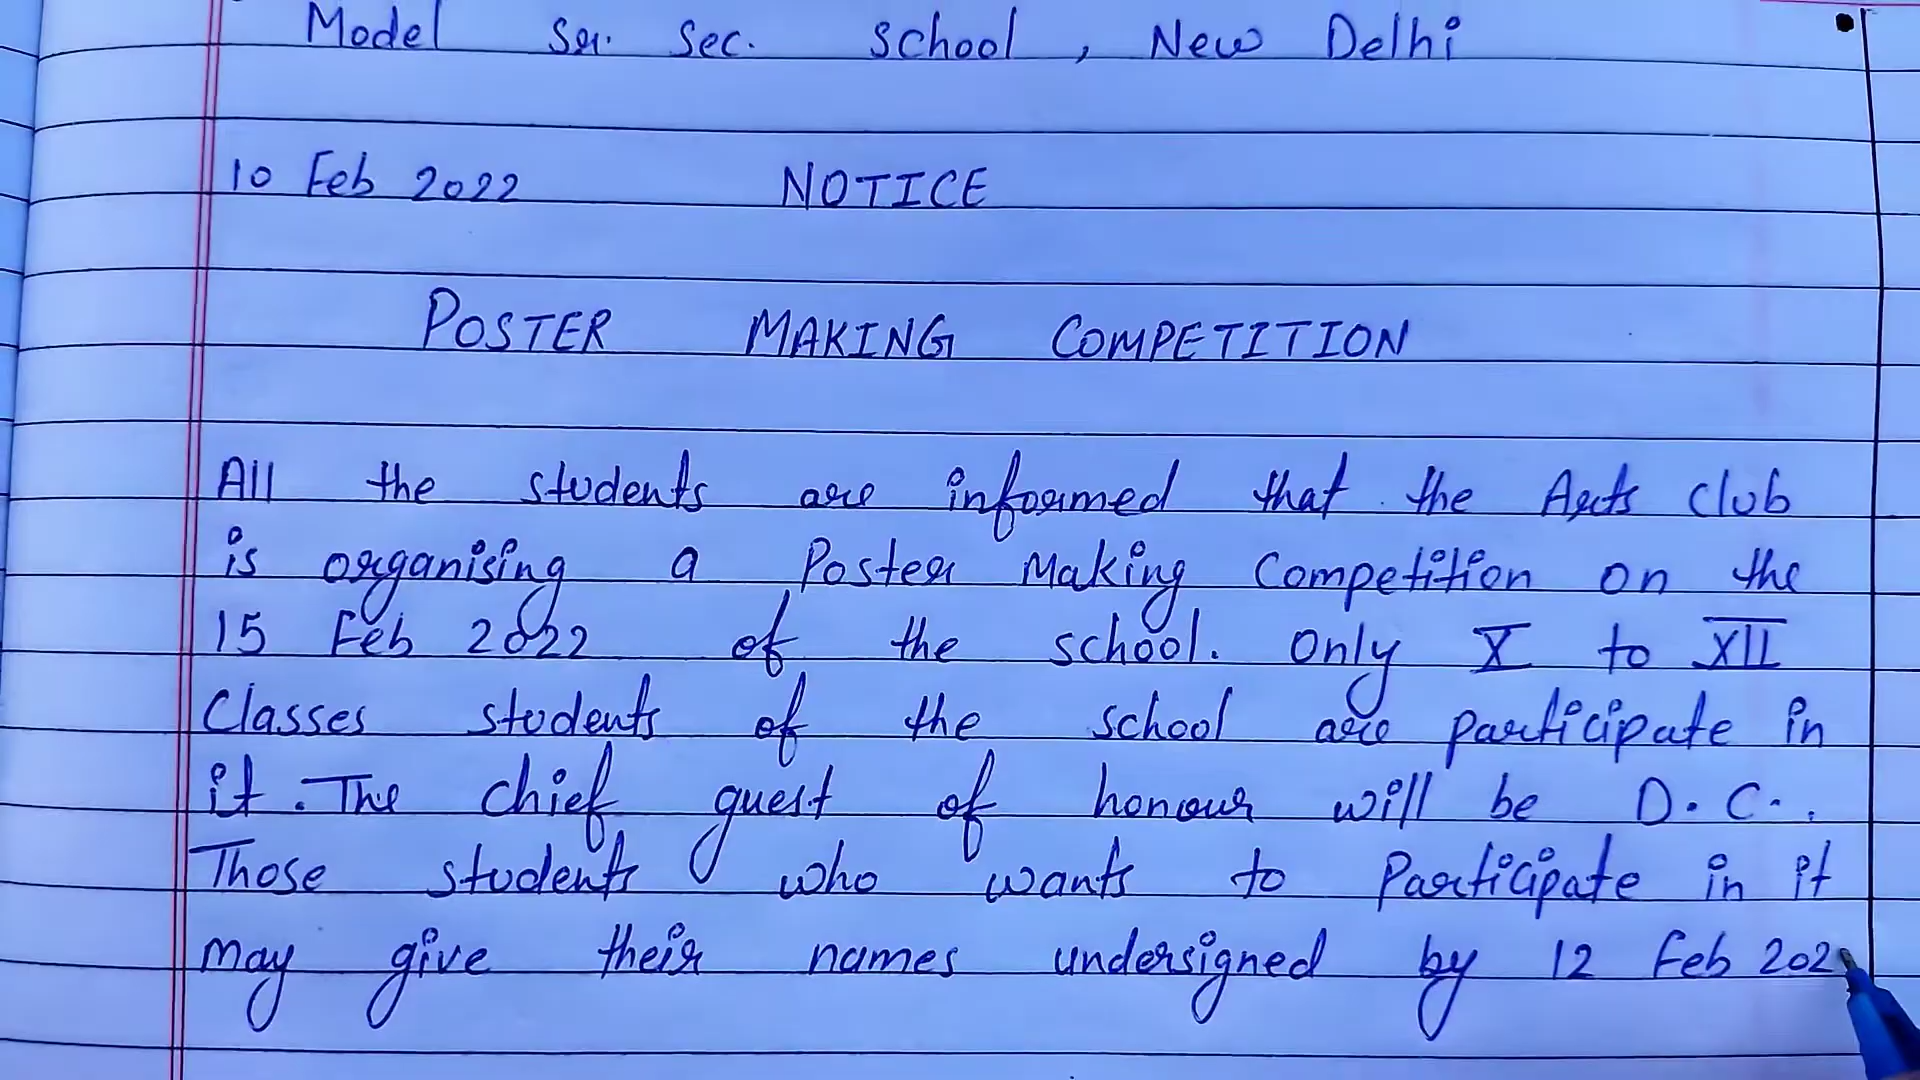 Model Sr. Sec. School, New Delhi
10 Feb 2022 NOTICE
POSTER MAKING COMPETITION
All the students are informed that the Arts club
is organising a Poster Making Competition on the
15 Feb 2022 of the school. Only X to XII
Classes students of the school are participate in
it. The chief guest of honour will be D.C..
Those students who wants to Participate in it
may give their names undersigned by 12 Feb 202